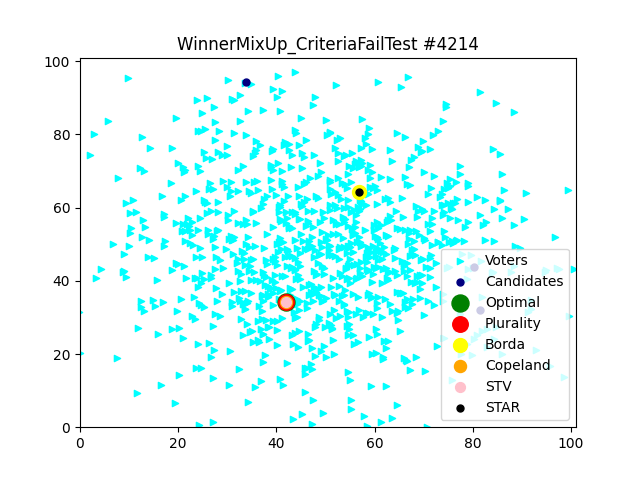 WinnerMixUp_CriteriaFailTest #4214
100
80
60
40
20
0
0 20 40 60 80 100
Voters
Candidates
Optimal
Plurality
Borda
Copeland
STV
STAR